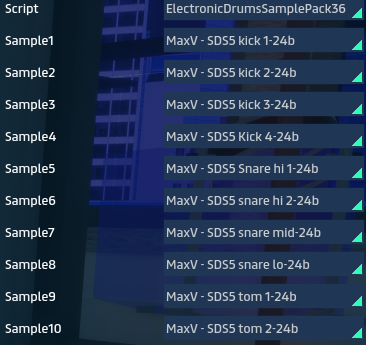 Script ElectronicDrumsSamplePack36
Sample1 MaxV - SDS5 kick 1-24b
Sample2 MaxV - SDS5 kick 2-24b
Sample3 MaxV - SDS5 kick 3-24b
Sample4 MaxV - SDS5 Kick 4-24b
Sample5 MaxV - SDS5 Snare hi 1-24b
Sample6 MaxV - SDS5 snare hi 2-24b
Sample7 MaxV - SDS5 snare mid-24b
Sample8 MaxV - SDS5 snare lo-24b
Sample9 MaxV - SDS5 tom 1-24b
Sample10 MaxV - SDS5 tom 2-24b